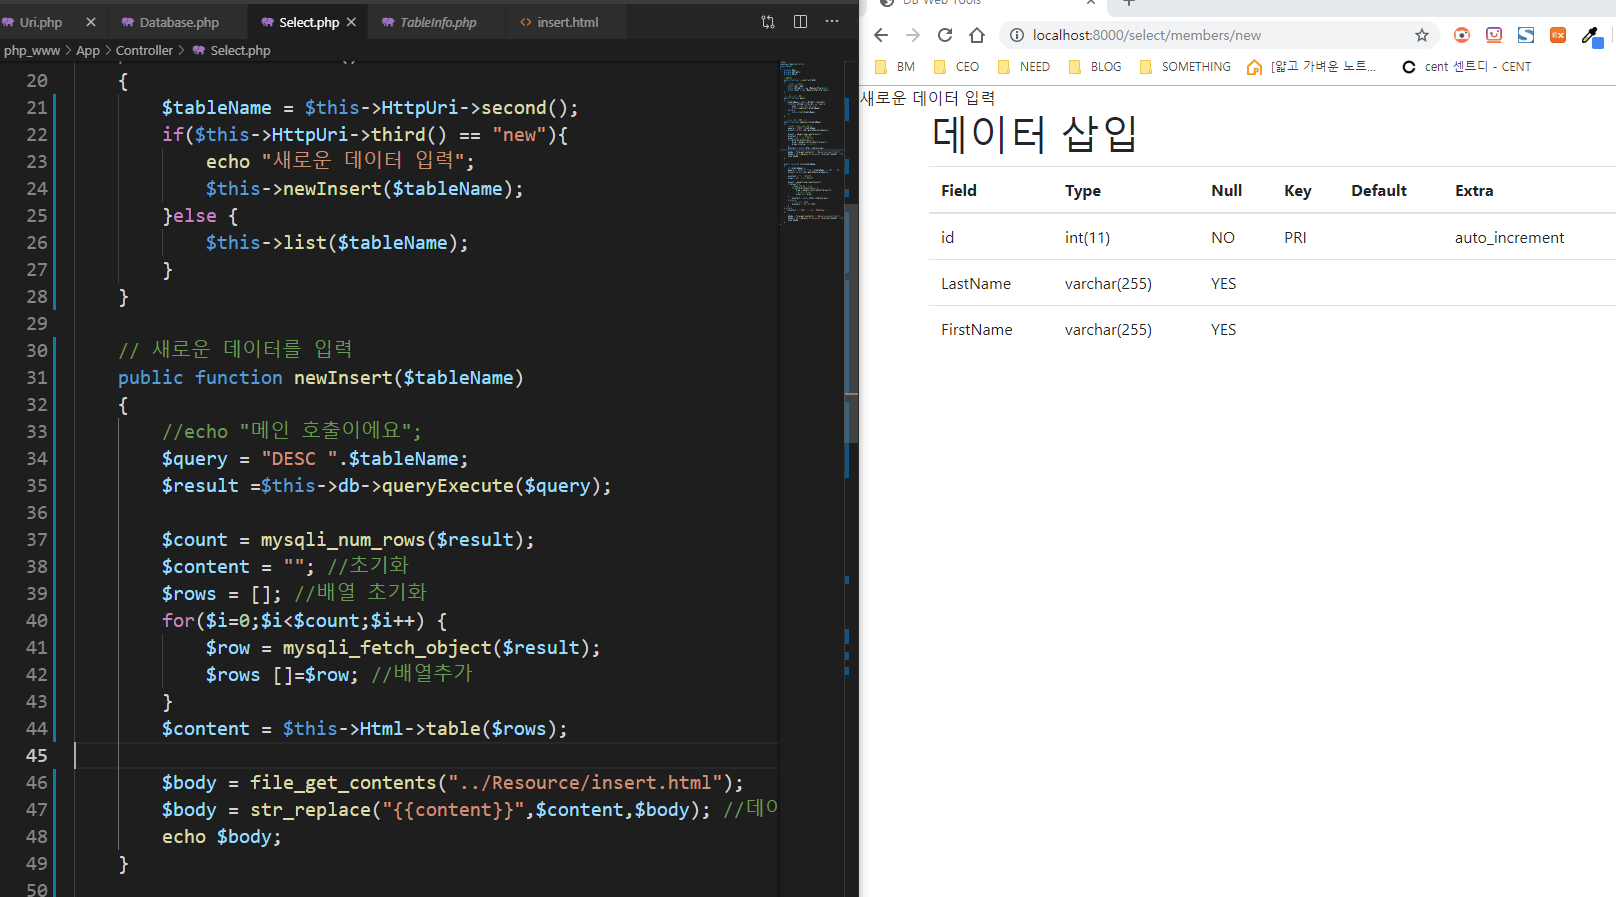 Uri.php
Database.php
Select.php
TableInfo.php
insert.html
php_www > App > Controller > Select.php
20 {
21 $tableName = $this->HttpUri->second();
22 if($this->HttpUri->third() == "new"){
23 echo "새로운 데이터 입력";
24 $this->newInsert($tableName);
25 }else {
26 $this->list($tableName);
27 }
28 }
29
30 // 새로운 데이터를 입력
31 public function newInsert($tableName)
32 {
33 //echo "메인 호출이에요";
34 $query = "DESC ".$tableName;
35 $result =$this->db->queryExecute($query);
36
37 $count = mysqli_num_rows($result);
38 $content = ""; //초기화
39 $rows = []; //배열 초기화
40 for($i=0;$i<$count;$i++) {
41 $row = mysqli_fetch_object($result);
42 $rows []=$row; //배열추가
43 }
44 $content = $this->Html->table($rows);
45
46 $body = file_get_contents("../Resource/insert.html");
47 $body = str_replace("{{content}}",$content,$body); //데이
48 echo $body;
49 }
50
DB Web Tools
localhost:8000/select/members/new
BM CEO NEED BLOG SOMETHING [얇고 가벼운 노트... cent 센트디 - CENT
새로운 데이터 입력
데이터 삽입
Field Type Null Key Default Extra
id int(11) NO PRI auto_increment
LastName varchar(255) YES
FirstName varchar(255) YES